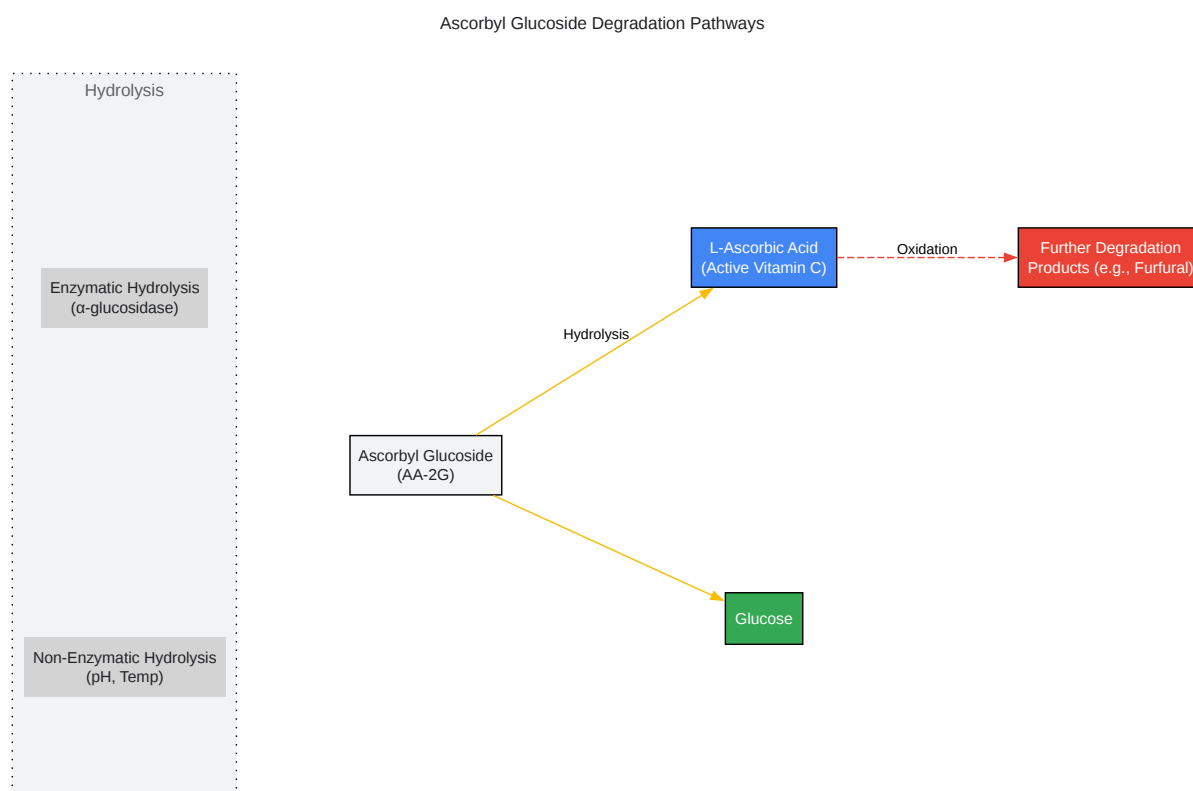 Ascorbyl Glucoside Degradation Pathways
Hydrolysis
Enzymatic Hydrolysis
(α-glucosidase)
Non-Enzymatic Hydrolysis
(pH, Temp)
Ascorbyl Glucoside
(AA-2G)
Hydrolysis
L-Ascorbic Acid
(Active Vitamin C)
Oxidation
Further Degradation
Products (e.g., Furfural)
Glucose